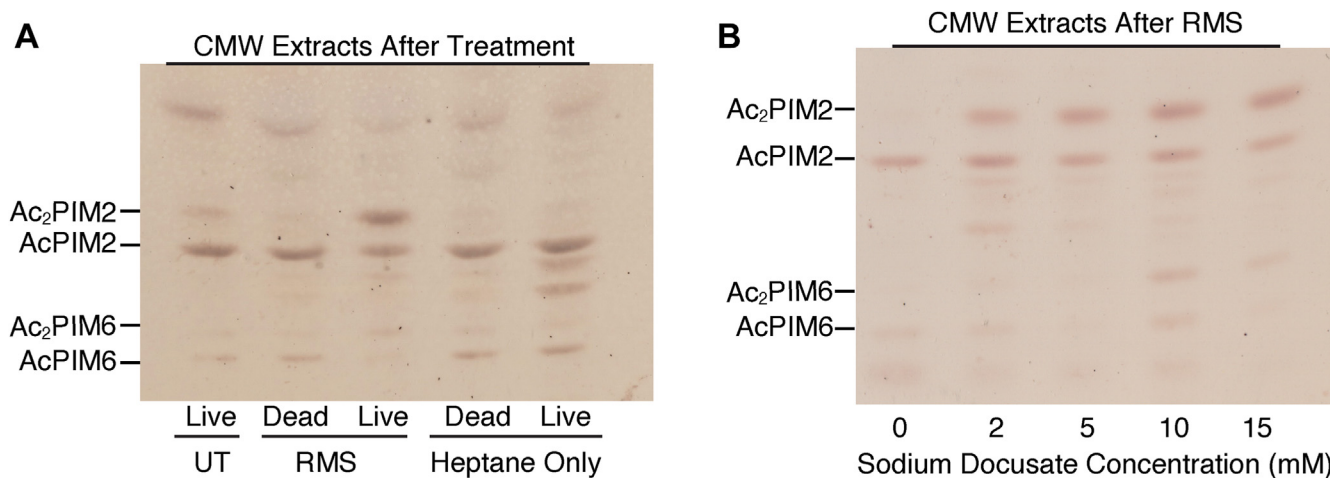 A
CMW Extracts After Treatment
Ac₂PIM2
AcPIM2
Ac₂PIM6
AcPIM6
Live Dead Live Dead Live
UT RMS Heptane Only
B
CMW Extracts After RMS
Ac₂PIM2
AcPIM2
Ac₂PIM6
AcPIM6
0 2 5 10 15
Sodium Docusate Concentration (mM)